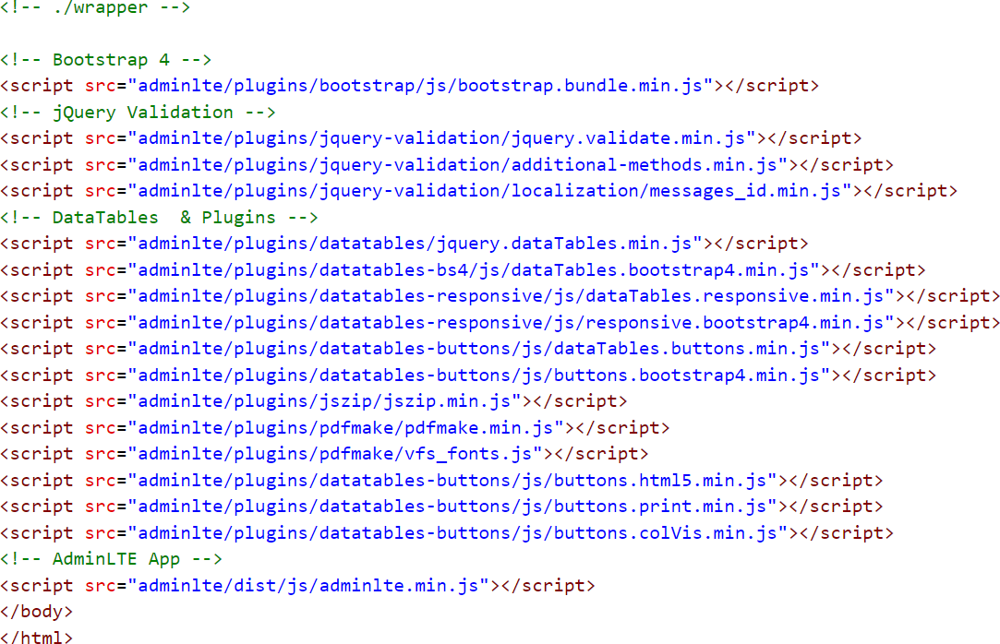 <!-- ./wrapper -->
<!-- Bootstrap 4 -->
<script src="adminlte/plugins/bootstrap/js/bootstrap.bundle.min.js"></script>
<!-- jQuery Validation -->
<script src="adminlte/plugins/jquery-validation/jquery.validate.min.js"></script>
<script src="adminlte/plugins/jquery-validation/additional-methods.min.js"></script>
<script src="adminlte/plugins/jquery-validation/localization/messages_id.min.js"></script>
<!-- DataTables  & Plugins -->
<script src="adminlte/plugins/datatables/jquery.dataTables.min.js"></script>
<script src="adminlte/plugins/datatables-bs4/js/dataTables.bootstrap4.min.js"></script>
<script src="adminlte/plugins/datatables-responsive/js/dataTables.responsive.min.js"></script>
<script src="adminlte/plugins/datatables-responsive/js/responsive.bootstrap4.min.js"></script>
<script src="adminlte/plugins/datatables-buttons/js/dataTables.buttons.min.js"></script>
<script src="adminlte/plugins/datatables-buttons/js/buttons.bootstrap4.min.js"></script>
<script src="adminlte/plugins/jszip/jszip.min.js"></script>
<script src="adminlte/plugins/pdfmake/pdfmake.min.js"></script>
<script src="adminlte/plugins/pdfmake/vfs_fonts.js"></script>
<script src="adminlte/plugins/datatables-buttons/js/buttons.html5.min.js"></script>
<script src="adminlte/plugins/datatables-buttons/js/buttons.print.min.js"></script>
<script src="adminlte/plugins/datatables-buttons/js/buttons.colVis.min.js"></script>
<!-- AdminLTE App -->
<script src="adminlte/dist/js/adminlte.min.js"></script>
</body>
</html>